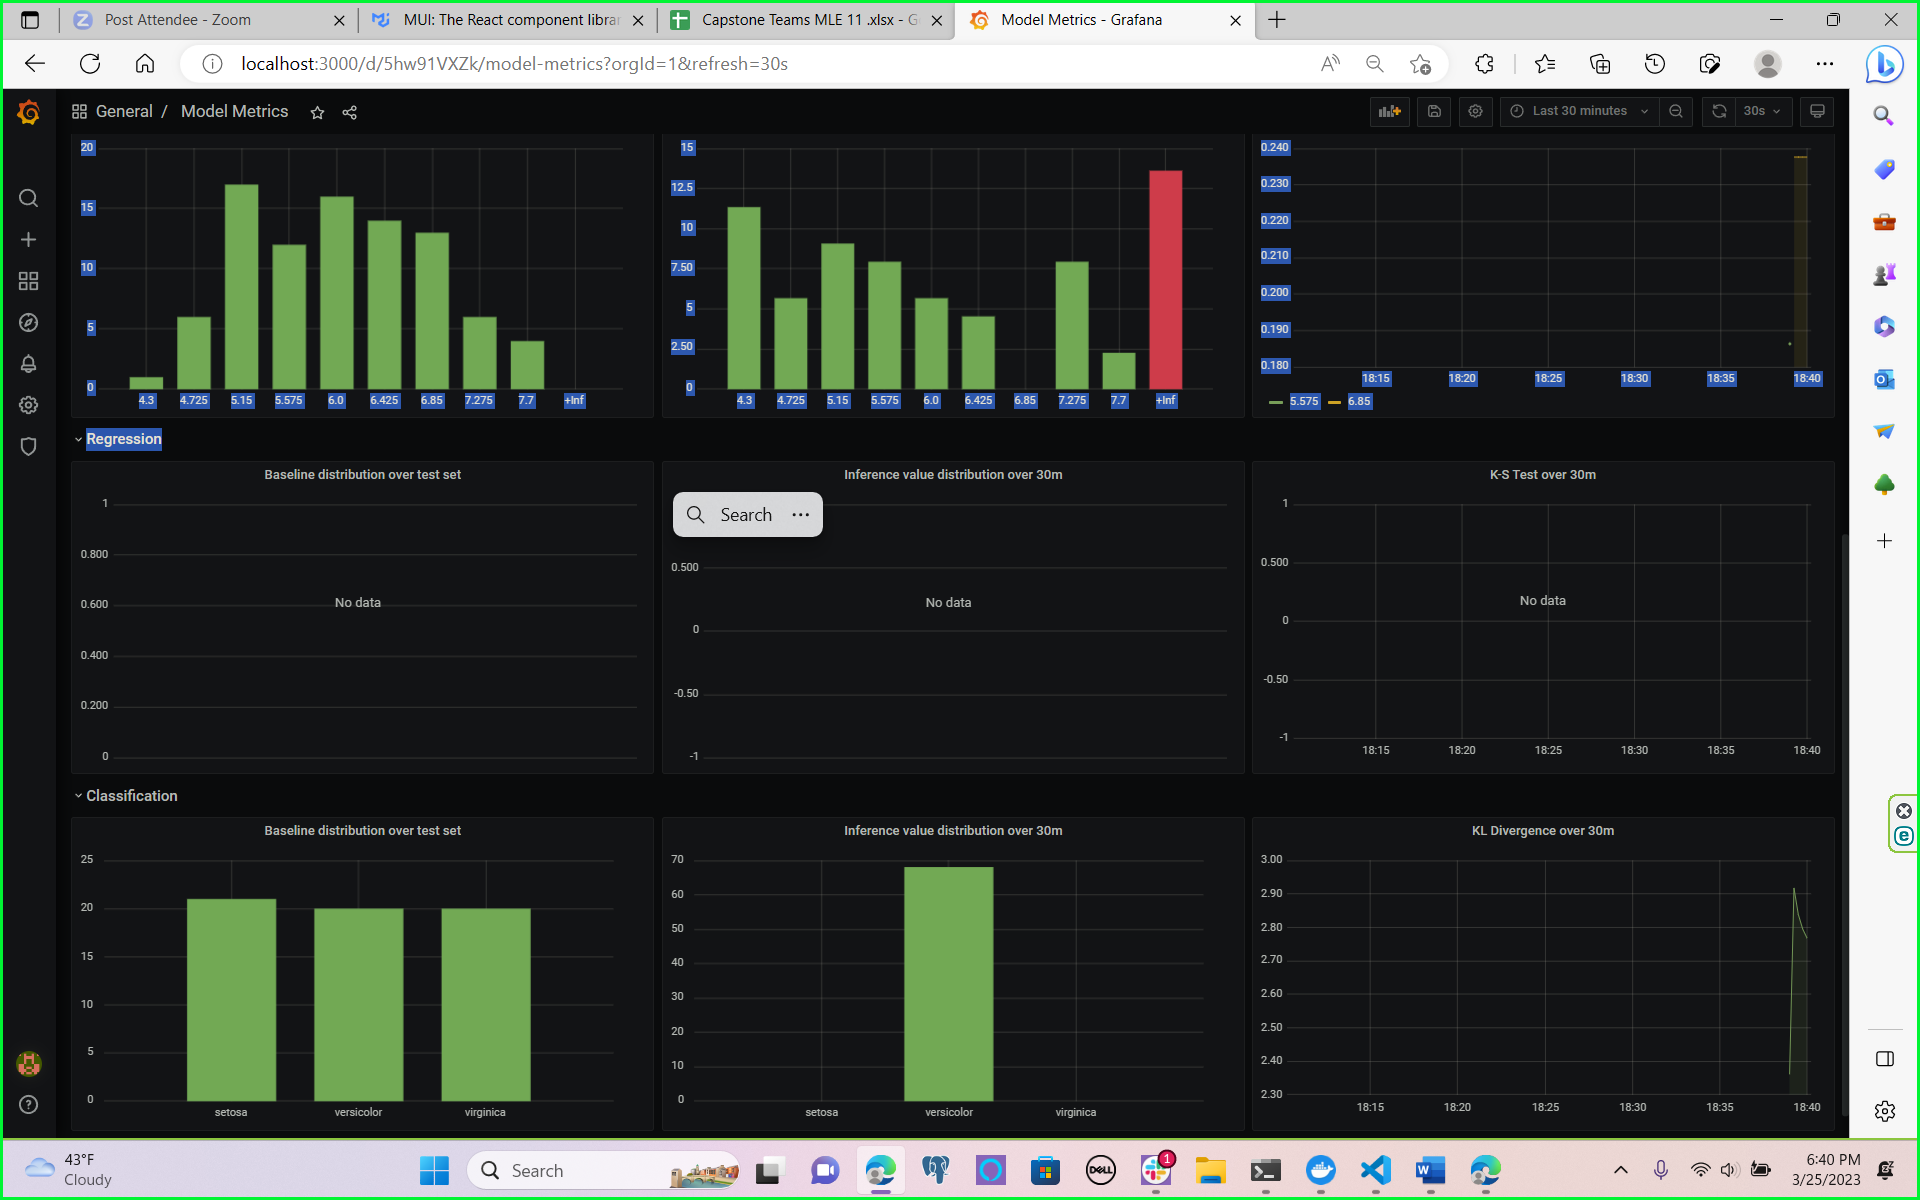 Post Attendee - Zoom
MUI: The React component librar
Capstone Teams MLE 11 .xlsx - G
Model Metrics - Grafana
localhost:3000/d/5hw91VXZk/model-metrics?orgId=1&refresh=30s
General / Model Metrics
Last 30 minutes
30s
20
15
10
5
0
4.3 4.725 5.15 5.575 6.0 6.425 6.85 7.275 7.7 +Inf
15
12.5
10
7.50
5
2.50
0
4.3 4.725 5.15 5.575 6.0 6.425 6.85 7.275 7.7 +Inf
0.240
0.230
0.220
0.210
0.200
0.190
0.180
18:15 18:20 18:25 18:30 18:35 18:40
5.575 6.85
Regression
Baseline distribution over test set
1
0.800
0.600
0.400
0.200
0
No data
Inference value distribution over 30m
Search
0.500
0
-0.50
-1
No data
K-S Test over 30m
1
0.500
0
-0.50
-1
No data
18:15 18:20 18:25 18:30 18:35 18:40
Classification
Baseline distribution over test set
25
20
15
10
5
0
setosa versicolor virginica
Inference value distribution over 30m
70
60
50
40
30
20
10
0
setosa versicolor virginica
KL Divergence over 30m
3.00
2.90
2.80
2.70
2.60
2.50
2.40
2.30
18:15 18:20 18:25 18:30 18:35 18:40
43°F
Cloudy
Search
DELL
1
6:40 PM
3/25/2023